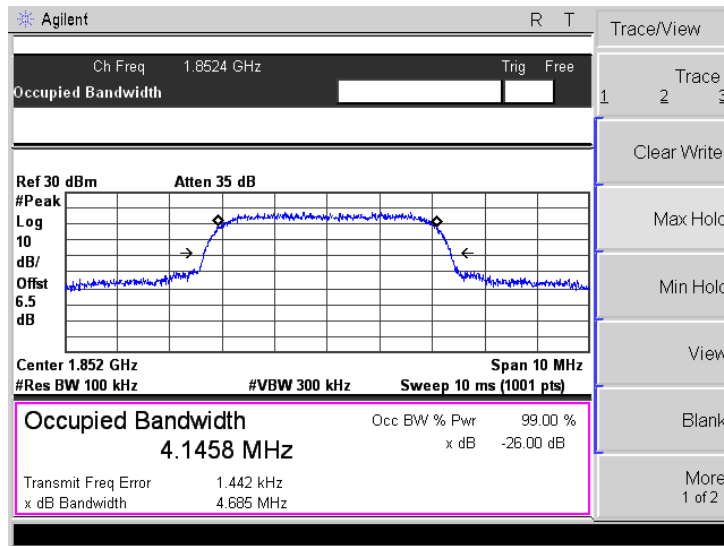 Agilent R T
Ch Freq 1.8524 GHz Trig Free
Occupied Bandwidth
Ref 30 dBm Atten 35 dB
#Peak
Log
10
dB/
Offst
6.5
dB
Center 1.852 GHz Span 10 MHz
#Res BW 100 kHz #VBW 300 kHz Sweep 10 ms (1001 pts)
Occupied Bandwidth Occ BW % Pwr 99.00 %
4.1458 MHz x dB -26.00 dB
Transmit Freq Error 1.442 kHz
x dB Bandwidth 4.685 MHz
Trace/View
Trace
1 2 3
Clear Write
Max Hold
Min Hold
View
Blank
More
1 of 2